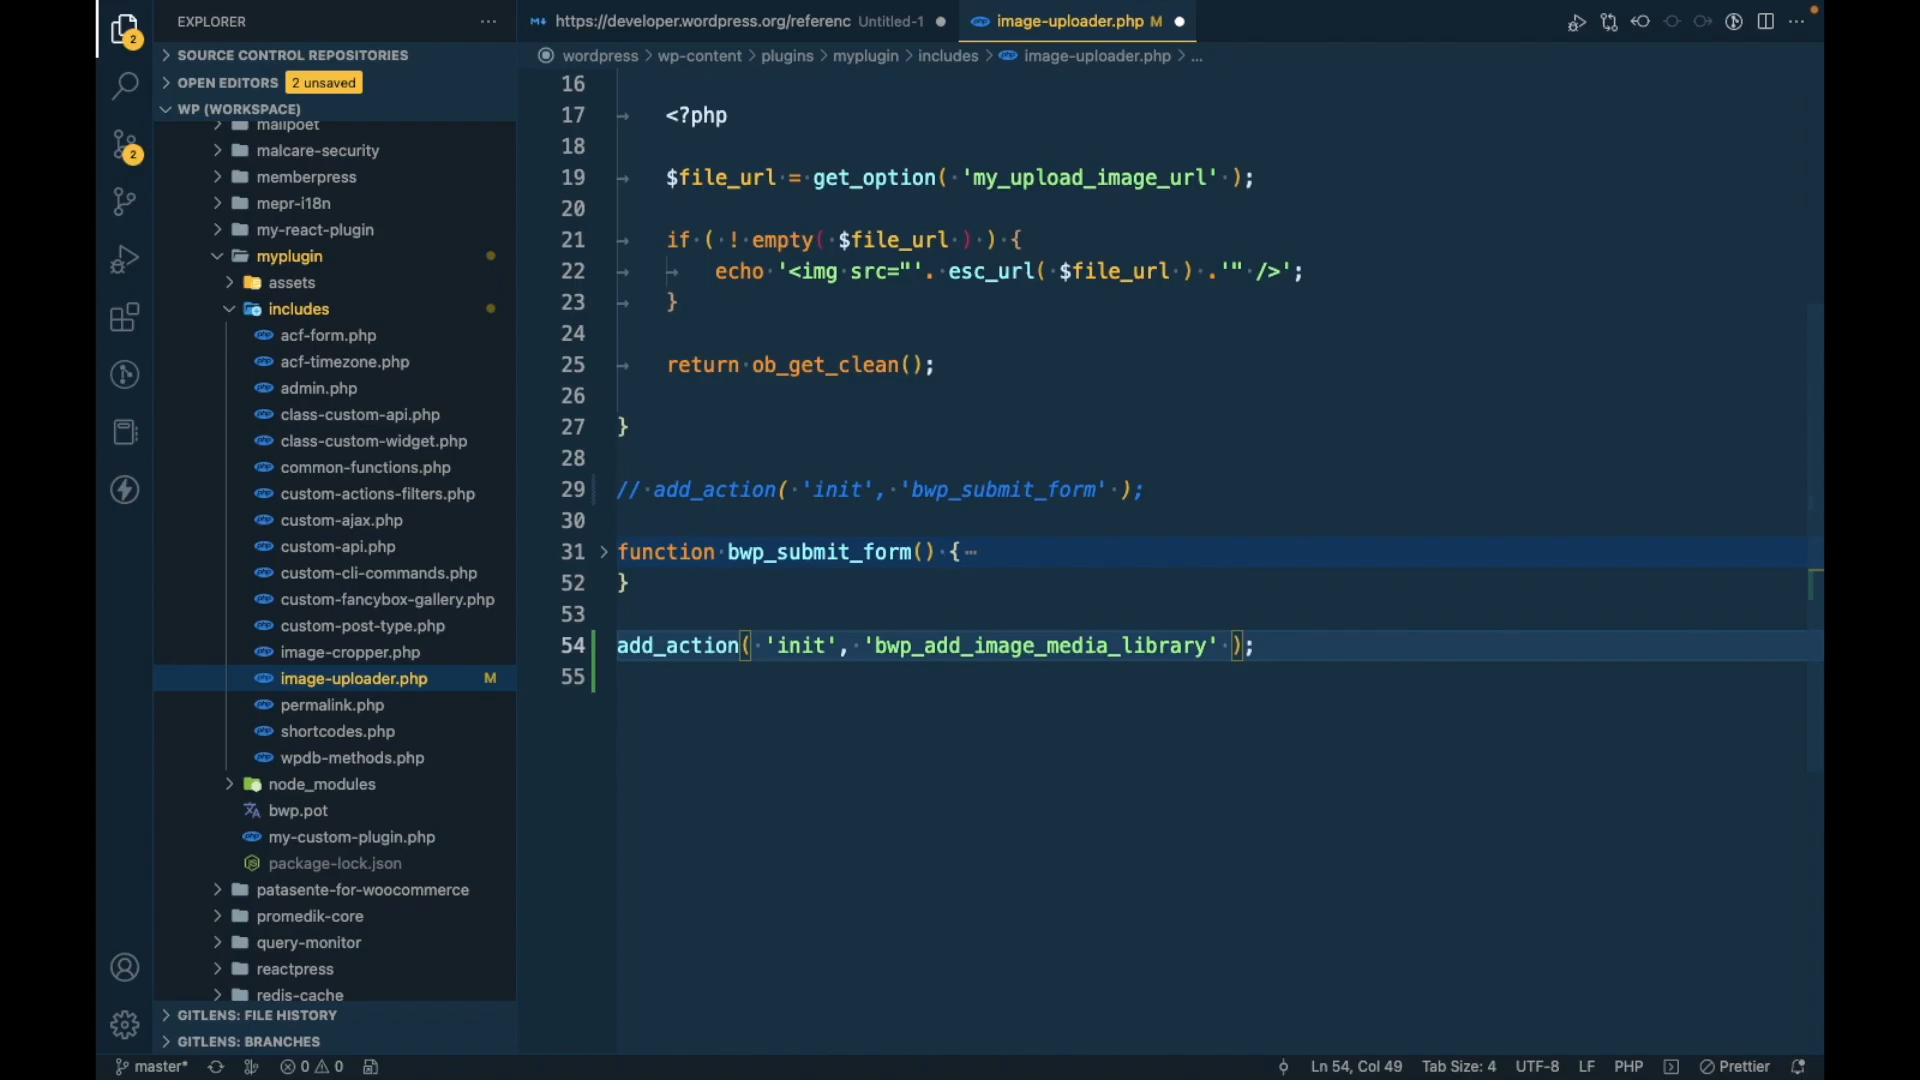 EXPLORER
2
SOURCE CONTROL REPOSITORIES
OPEN EDITORS 2 unsaved
WP (WORKSPACE)
mailpoet
malcare-security
2
memberpress
mepr-i18n
my-react-plugin
myplugin
assets
includes
acf-form.php
acf-timezone.php
admin.php
class-custom-api.php
class-custom-widget.php
common-functions.php
custom-actions-filters.php
custom-ajax.php
custom-api.php
custom-cli-commands.php
custom-fancybox-gallery.php
custom-post-type.php
image-cropper.php
image-uploader.php M
permalink.php
shortcodes.php
wpdb-methods.php
node_modules
bwp.pot
my-custom-plugin.php
package-lock.json
patasente-for-woocommerce
promedik-core
query-monitor
reactpress
redis-cache
GITLENS: FILE HISTORY
GITLENS: BRANCHES
https://developer.wordpress.org/referenc Untitled-1
image-uploader.php M
wordpress > wp-content > plugins > myplugin > includes > image-uploader.php > ...
16
17 <?php
18
19 $file_url = get_option( 'my_upload_image_url' );
20
21 if ( ! empty( $file_url ) ) {
22 echo '<img src="'. esc_url( $file_url ) .'" />';
23 }
24
25 return ob_get_clean();
26
27 }
28
29 // add_action( 'init', 'bwp_submit_form' );
30
31 function bwp_submit_form() { ⋯
52 }
53
54 add_action( 'init', 'bwp_add_image_media_library' );
55
master* 0 0
Ln 54, Col 49 Tab Size: 4 UTF-8 LF PHP Prettier